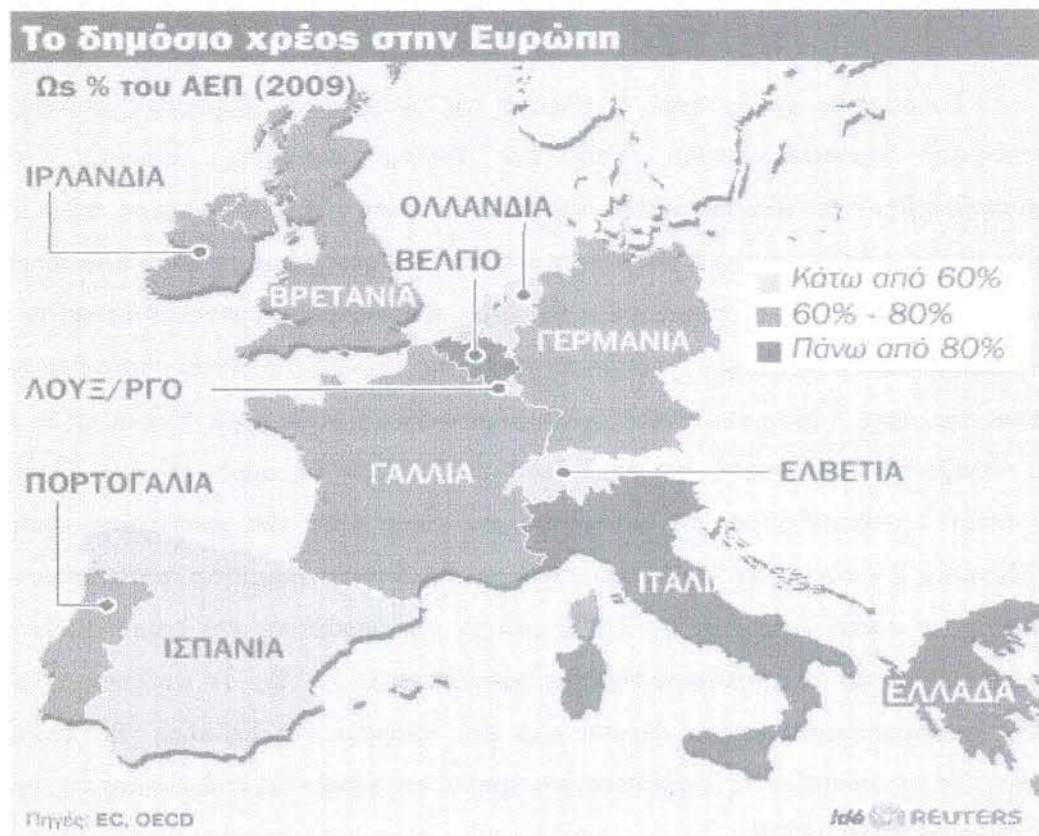 Το δημόσιο χρέος στην Ευρώπη
Ως % του ΑΕΠ (2009)
ΙΡΛΑΝΔΙΑ
ΟΛΛΑΝΔΙΑ
ΒΕΛΓΙΟ
ΒΡΕΤΑΝΙΑ
Κάτω από 60%
60% - 80%
Πάνω από 80%
ΓΕΡΜΑΝΙΑ
ΛΟΥΞ/ΡΓΟ
ΓΑΛΛΙΑ
ΕΛΒΕΤΙΑ
ΠΟΡΤΟΓΑΛΙΑ
ΙΤΑΛΙ
ΙΣΠΑΝΙΑ
ΕΛΛΑΔΑ
Πηγές: EC, OECD
Idé REUTERS